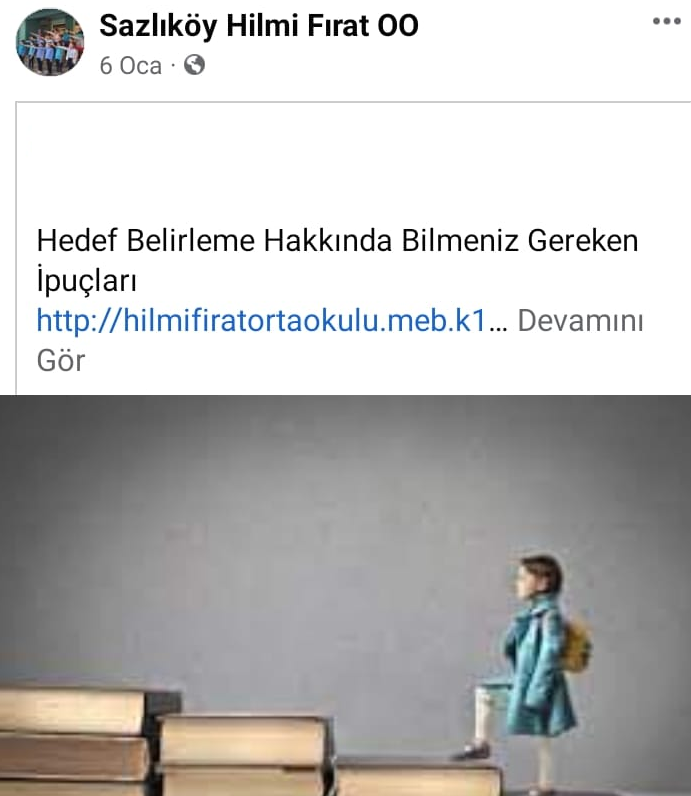 Sazlıköy Hilmi Fırat OO
6 Oca ·
Hedef Belirleme Hakkında Bilmeniz Gereken
İpuçları
http://hilmifiratortaokulu.meb.k1... Devamını
Gör